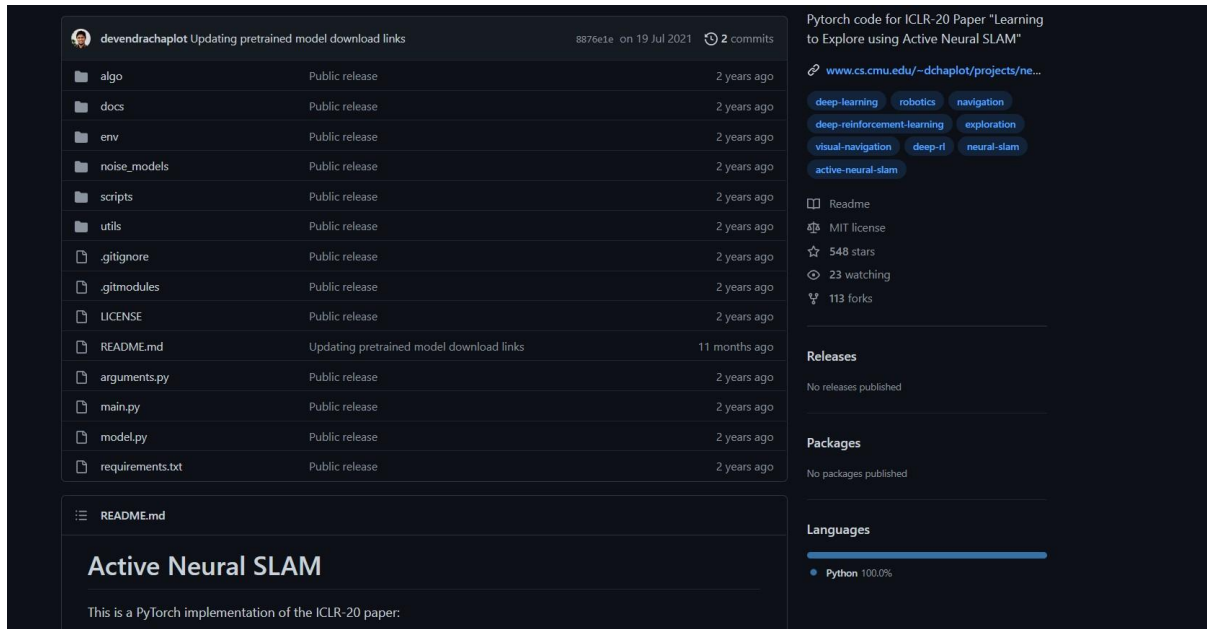 devendrachaplot Updating pretrained model download links 8876e1e on 19 Jul 2021 2 commits
algo Public release 2 years ago
docs Public release 2 years ago
env Public release 2 years ago
noise_models Public release 2 years ago
scripts Public release 2 years ago
utils Public release 2 years ago
.gitignore Public release 2 years ago
.gitmodules Public release 2 years ago
LICENSE Public release 2 years ago
README.md Updating pretrained model download links 11 months ago
arguments.py Public release 2 years ago
main.py Public release 2 years ago
model.py Public release 2 years ago
requirements.txt Public release 2 years ago
README.md
Active Neural SLAM
This is a PyTorch implementation of the ICLR-20 paper:
Pytorch code for ICLR-20 Paper "Learning
to Explore using Active Neural SLAM"
www.cs.cmu.edu/~dchaplot/projects/ne...
deep-learning robotics navigation
deep-reinforcement-learning exploration
visual-navigation deep-rl neural-slam
active-neural-slam
Readme
MIT license
548 stars
23 watching
113 forks
Releases
No releases published
Packages
No packages published
Languages
Python 100.0%